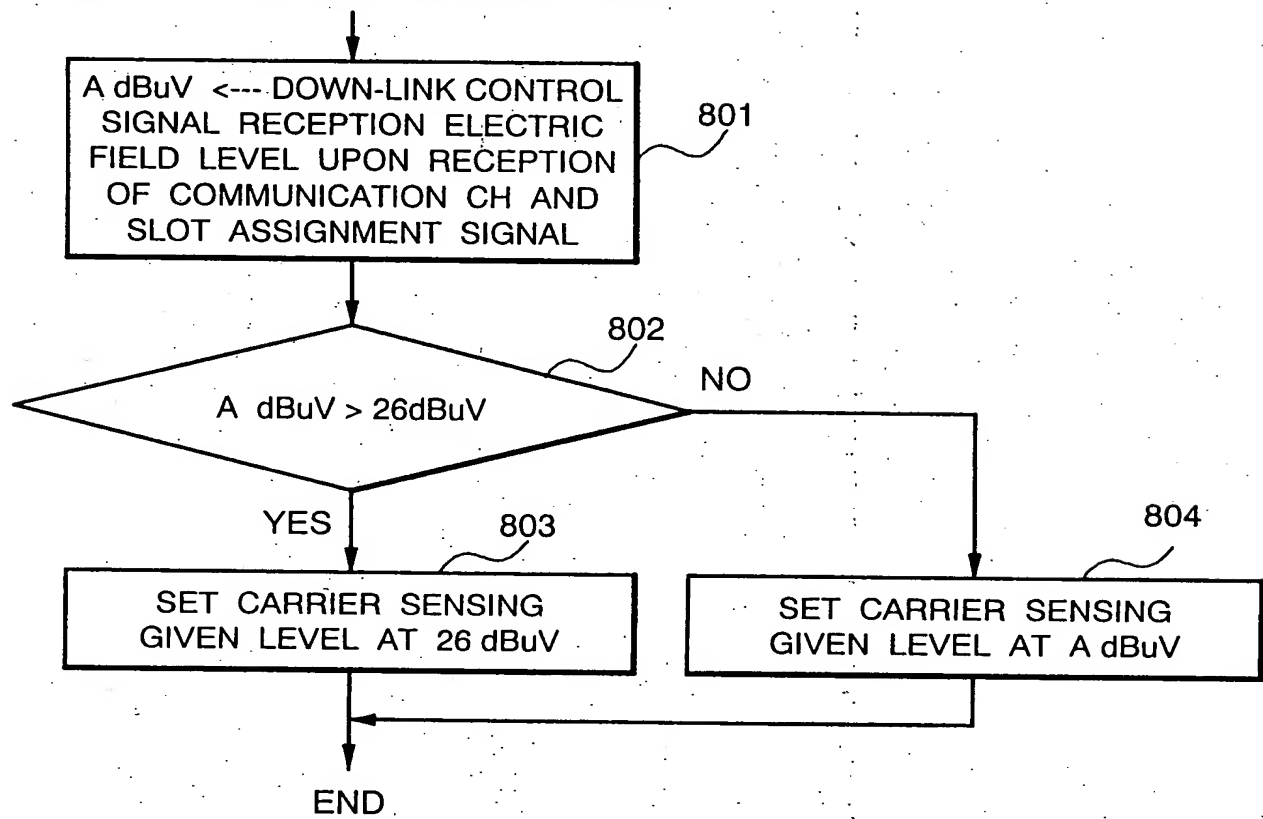 A dBuV <--- DOWN-LINK CONTROL
SIGNAL RECEPTION ELECTRIC
FIELD LEVEL UPON RECEPTION
OF COMMUNICATION CH AND
SLOT ASSIGNMENT SIGNAL
801
802
A dBuV > 26dBuV
NO
YES
803
804
SET CARRIER SENSING
GIVEN LEVEL AT 26 dBuV
SET CARRIER SENSING
GIVEN LEVEL AT A dBuV
END